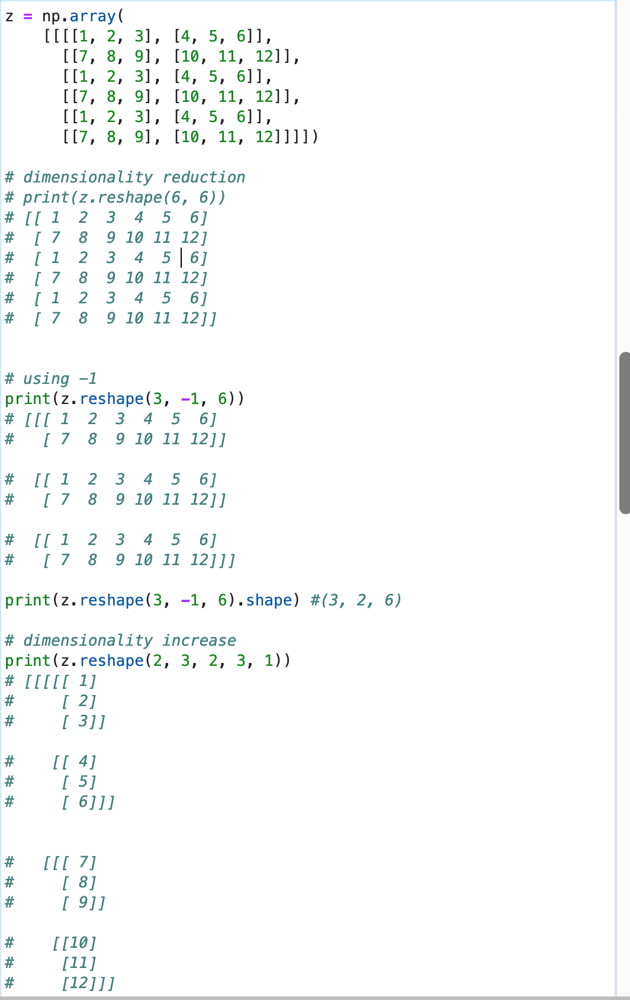 z = np.array(
    [[[[1, 2, 3], [4, 5, 6]],
      [[7, 8, 9], [10, 11, 12]],
      [[1, 2, 3], [4, 5, 6]],
      [[7, 8, 9], [10, 11, 12]],
      [[1, 2, 3], [4, 5, 6]],
      [[7, 8, 9], [10, 11, 12]]]])
# dimensionality reduction
# print(z.reshape(6, 6))
# [[ 1  2  3  4  5  6]
#  [ 7  8  9 10 11 12]
#  [ 1  2  3  4  5  6]
#  [ 7  8  9 10 11 12]
#  [ 1  2  3  4  5  6]
#  [ 7  8  9 10 11 12]]
# using -1
print(z.reshape(3, -1, 6))
# [[[ 1  2  3  4  5  6]
#   [ 7  8  9 10 11 12]]
#  [[ 1  2  3  4  5  6]
#   [ 7  8  9 10 11 12]]
#  [[ 1  2  3  4  5  6]
#   [ 7  8  9 10 11 12]]]
print(z.reshape(3, -1, 6).shape) #(3, 2, 6)
# dimensionality increase
print(z.reshape(2, 3, 2, 3, 1))
# [[[[[ 1]
#     [ 2]
#     [ 3]]
#    [[ 4]
#     [ 5]
#     [ 6]]]
#   [[[ 7]
#     [ 8]
#     [ 9]]
#    [[10]
#     [11]
#     [12]]]